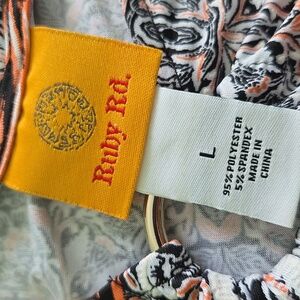 Ruby Rd.
L
95% POLYESTER
5% SPANDEX
MADE IN
CHINA